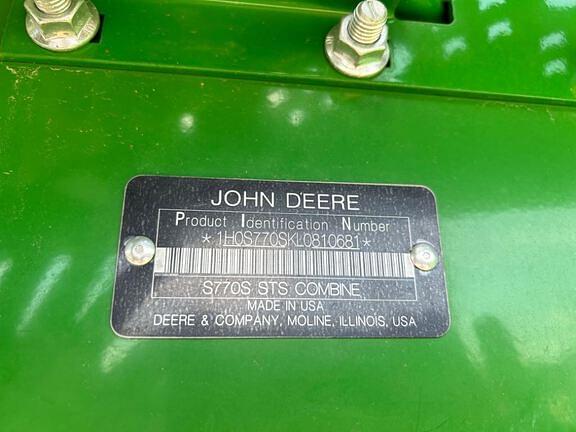 JOHN DEERE
Product Identification Number
*1H0S770SKL0810681*
S770S STS COMBINE
MADE IN USA
DEERE & COMPANY, MOLINE, ILLINOIS, USA